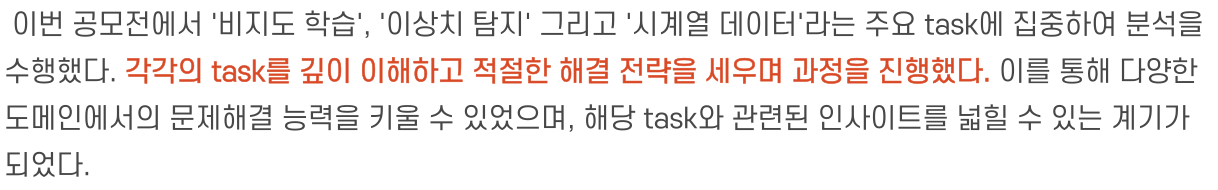 이번 공모전에서 '비지도 학습', '이상치 탐지' 그리고 '시계열 데이터'라는 주요 task에 집중하여 분석을
수행했다. 각각의 task를 깊이 이해하고 적절한 해결 전략을 세우며 과정을 진행했다. 이를 통해 다양한
도메인에서의 문제해결 능력을 키울 수 있었으며, 해당 task와 관련된 인사이트를 넓힐 수 있는 계기가
되었다.